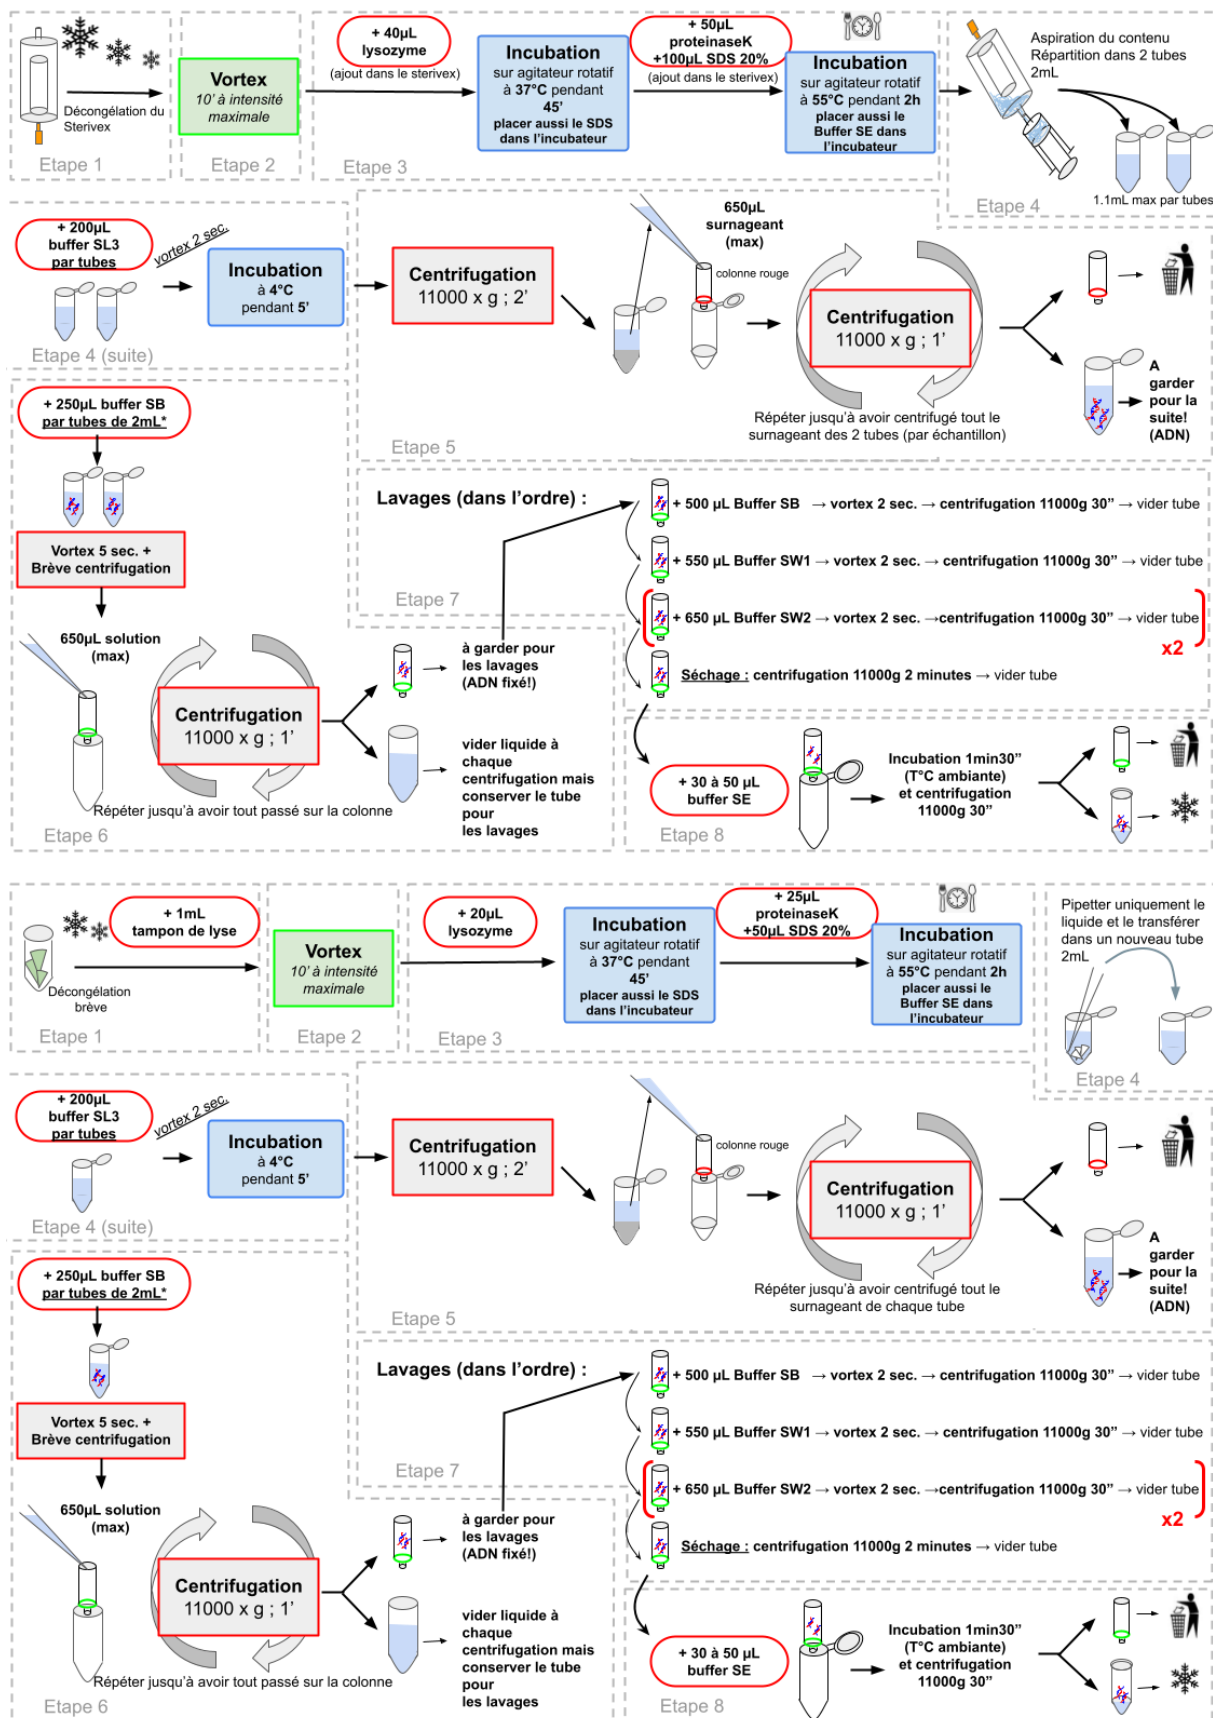 + 40µL
lysozyme
(ajout dans le sterivex)
+ 50µL
proteinaseK
+100µL SDS 20%
(ajout dans le sterivex)
Décongélation du
Sterivex
Etape 1
Vortex
10’ à intensité
maximale
Etape 2
Incubation
sur agitateur rotatif
à 37°C pendant
45’
placer aussi le SDS
dans l’incubateur
Etape 3
Incubation
sur agitateur rotatif
à 55°C pendant 2h
placer aussi le
Buffer SE dans
l’incubateur
Aspiration du contenu
Répartition dans 2 tubes
2mL
1.1mL max par tubes
Etape 4
+ 200µL
buffer SL3
par tubes
vortex 2 sec.
Incubation
à 4°C
pendant 5’
Etape 4 (suite)
Centrifugation
11000 x g ; 2’
650µL
surnageant
(max)
colonne rouge
Centrifugation
11000 x g ; 1’
Répéter jusqu’à avoir centrifugé tout le
surnageant des 2 tubes (par échantillon)
A
garder
pour la
suite!
(ADN)
Etape 5
+ 250µL buffer SB
par tubes de 2mL*
Vortex 5 sec. +
Brève centrifugation
650µL solution
(max)
Centrifugation
11000 x g ; 1’
Répéter jusqu’à avoir tout passé sur la colonne
à garder pour
les lavages
(ADN fixé!)
vider liquide à
chaque
centrifugation mais
conserver le tube
pour
les lavages
Etape 6
Lavages (dans l’ordre) :
+ 500 µL Buffer SB → vortex 2 sec. → centrifugation 11000g 30’’ → vider tube
+ 550 µL Buffer SW1 → vortex 2 sec. → centrifugation 11000g 30’’ → vider tube
+ 650 µL Buffer SW2 → vortex 2 sec. →centrifugation 11000g 30’’ → vider tube
x2
Séchage : centrifugation 11000g 2 minutes → vider tube
Etape 7
+ 30 à 50 µL
buffer SE
Incubation 1min30’’
(T°C ambiante)
et centrifugation
11000g 30’’
Etape 8
+ 1mL
tampon de lyse
Décongélation
brève
Etape 1
Vortex
10’ à intensité
maximale
Etape 2
+ 20µL
lysozyme
Incubation
sur agitateur rotatif
à 37°C pendant
45’
placer aussi le SDS
dans l’incubateur
+ 25µL
proteinaseK
+50µL SDS 20%
Incubation
sur agitateur rotatif
à 55°C pendant 2h
placer aussi le
Buffer SE dans
l’incubateur
Etape 3
Pipetter uniquement le
liquide et le transférer
dans un nouveau tube
2mL
Etape 4
+ 200µL
buffer SL3
par tubes
vortex 2 sec.
Incubation
à 4°C
pendant 5’
Etape 4 (suite)
Centrifugation
11000 x g ; 2’
colonne rouge
Centrifugation
11000 x g ; 1’
Répéter jusqu’à avoir centrifugé tout le
surnageant de chaque tube
A
garder
pour la
suite!
(ADN)
Etape 5
+ 250µL buffer SB
par tubes de 2mL*
Vortex 5 sec. +
Brève centrifugation
650µL solution
(max)
Centrifugation
11000 x g ; 1’
Répéter jusqu’à avoir tout passé sur la colonne
à garder pour
les lavages
(ADN fixé!)
vider liquide à
chaque
centrifugation mais
conserver le tube
pour
les lavages
Etape 6
Lavages (dans l’ordre) :
+ 500 µL Buffer SB → vortex 2 sec. → centrifugation 11000g 30’’ → vider tube
+ 550 µL Buffer SW1 → vortex 2 sec. → centrifugation 11000g 30’’ → vider tube
+ 650 µL Buffer SW2 → vortex 2 sec. →centrifugation 11000g 30’’ → vider tube
x2
Séchage : centrifugation 11000g 2 minutes → vider tube
Etape 7
+ 30 à 50 µL
buffer SE
Incubation 1min30’’
(T°C ambiante)
et centrifugation
11000g 30’’
Etape 8